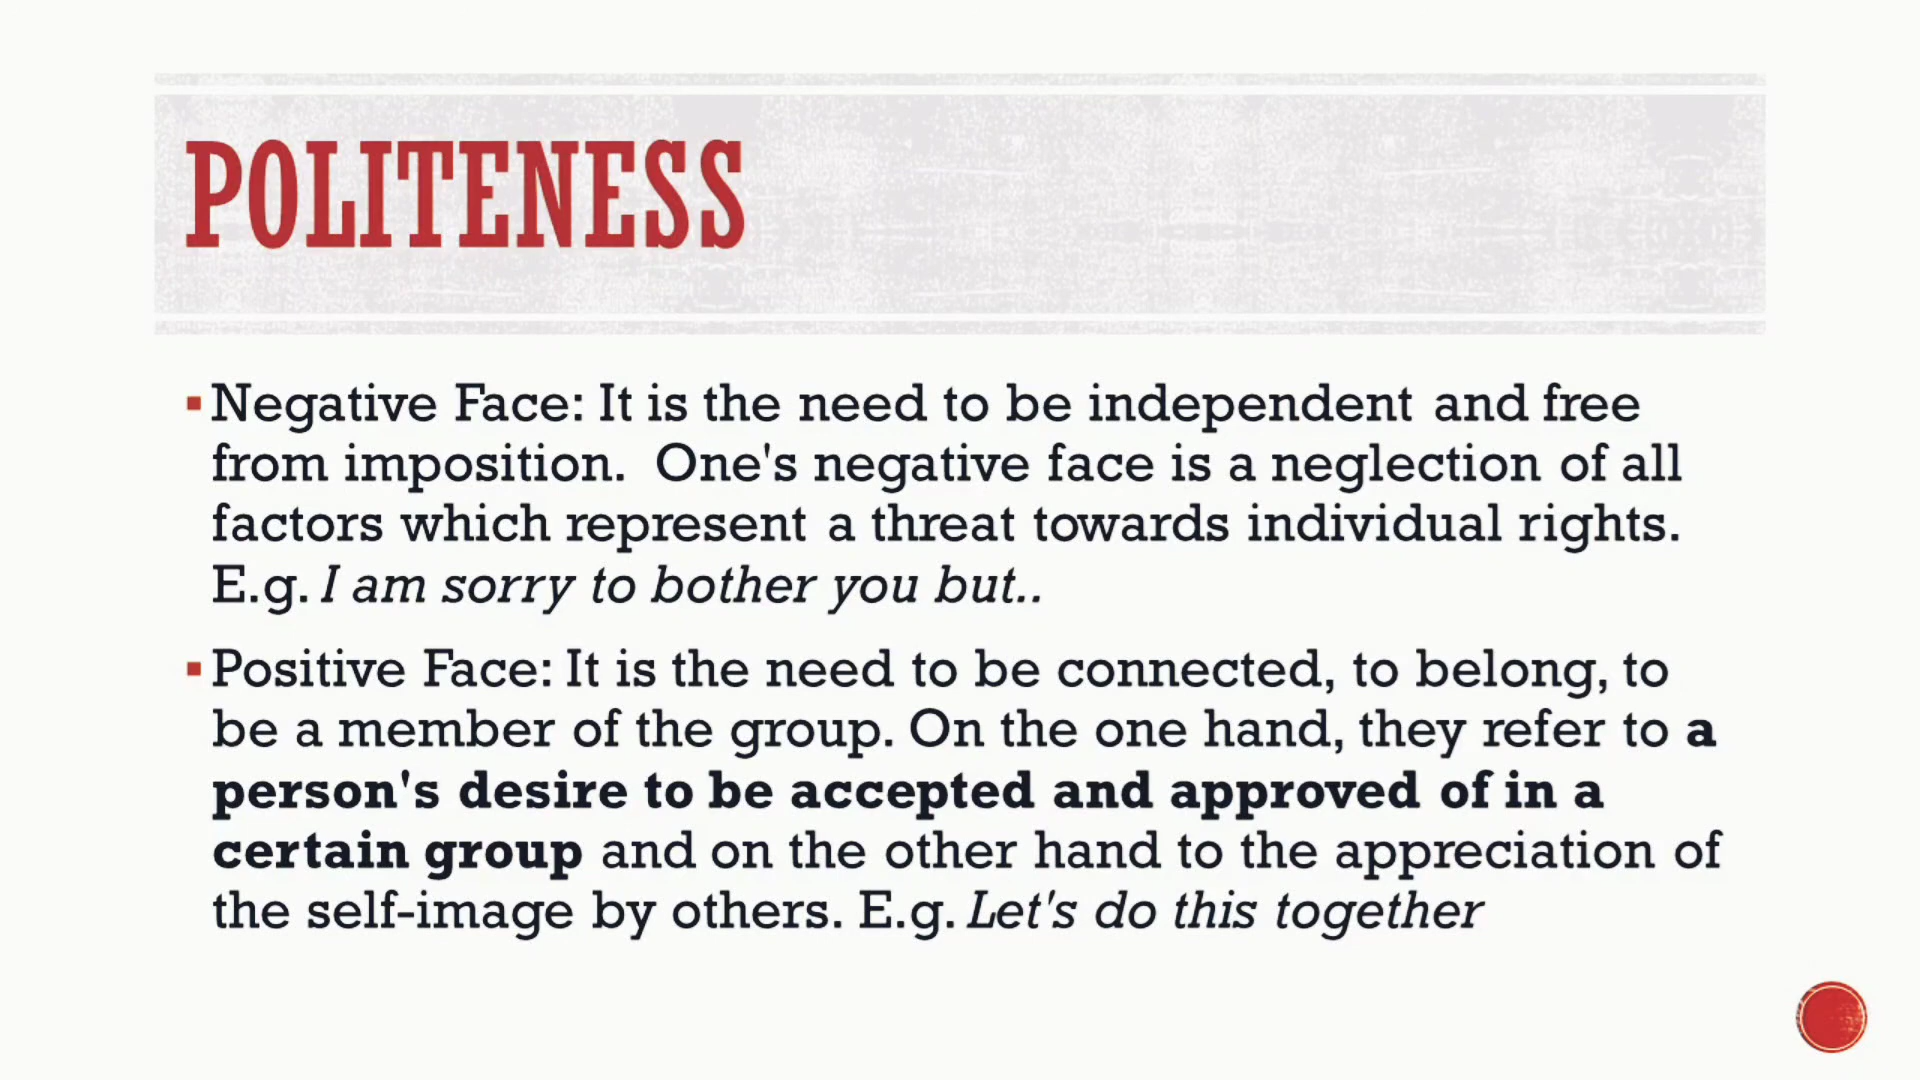 POLITENESS
▪Negative Face: It is the need to be independent and free
from imposition.  One's negative face is a neglection of all
factors which represent a threat towards individual rights.
E.g. I am sorry to bother you but..
▪Positive Face: It is the need to be connected, to belong, to
be a member of the group. On the one hand, they refer to a
person's desire to be accepted and approved of in a
certain group and on the other hand to the appreciation of
the self-image by others. E.g. Let's do this together